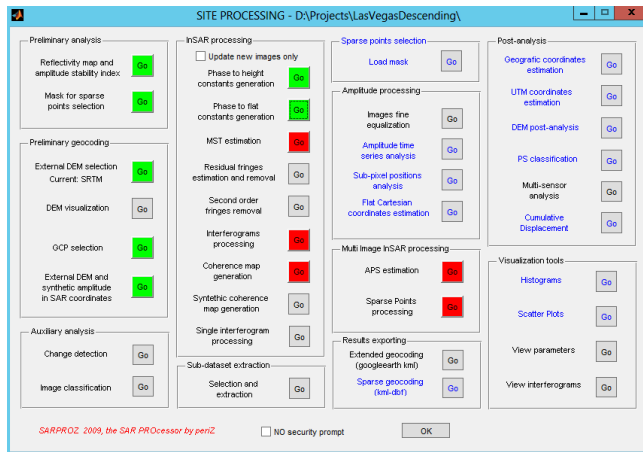 SITE PROCESSING - D:\Projects\LasVegasDescending\
Preliminary analysis
Reflectivity map and
amplitude stability index
Go
Mask for sparse
points selection
Go
Preliminary geocoding
External DEM selection
Current: SRTM
Go
DEM visualization
Go
GCP selection
Go
External DEM and
synthetic amplitude
in SAR coordinates
Go
Auxiliary analysis
Change detection
Go
Image classification
Go
InSAR processing
Update new images only
Phase to height
constants generation
Go
Phase to flat
constants generation
Go
MST estimation
Go
Residual fringes
estimation and removal
Go
Second order
fringes removal
Go
Interferograms
processing
Go
Coherence map
generation
Go
Syntethic coherence
map generation
Go
Single interferogram
processing
Go
Sub-dataset extraction
Selection and
extraction
Go
Sparse points selection
Load mask
Go
Amplitude processing
Images fine
equalization
Go
Amplitude time
series analysis
Go
Sub-pixel positions
analysis
Go
Flat Cartesian
coordinates estimation
Go
Multi Image InSAR processing
APS estimation
Go
Sparse Points
processing
Go
Results exporting
Extended geocoding
(googleearth kml)
Go
Sparse geocoding
(kml-dbf)
Go
Post-analysis
Geografic coordinates
estimation
Go
UTM coordinates
estimation
Go
DEM post-analysis
Go
PS classification
Go
Multi-sensor
analysis
Go
Cumulative
Displacement
Go
Visualization tools
Histograms
Go
Scatter Plots
Go
View parameters
Go
View interferograms
Go
SARPROZ 2009, the SAR PROcessor by periZ
NO security prompt
OK